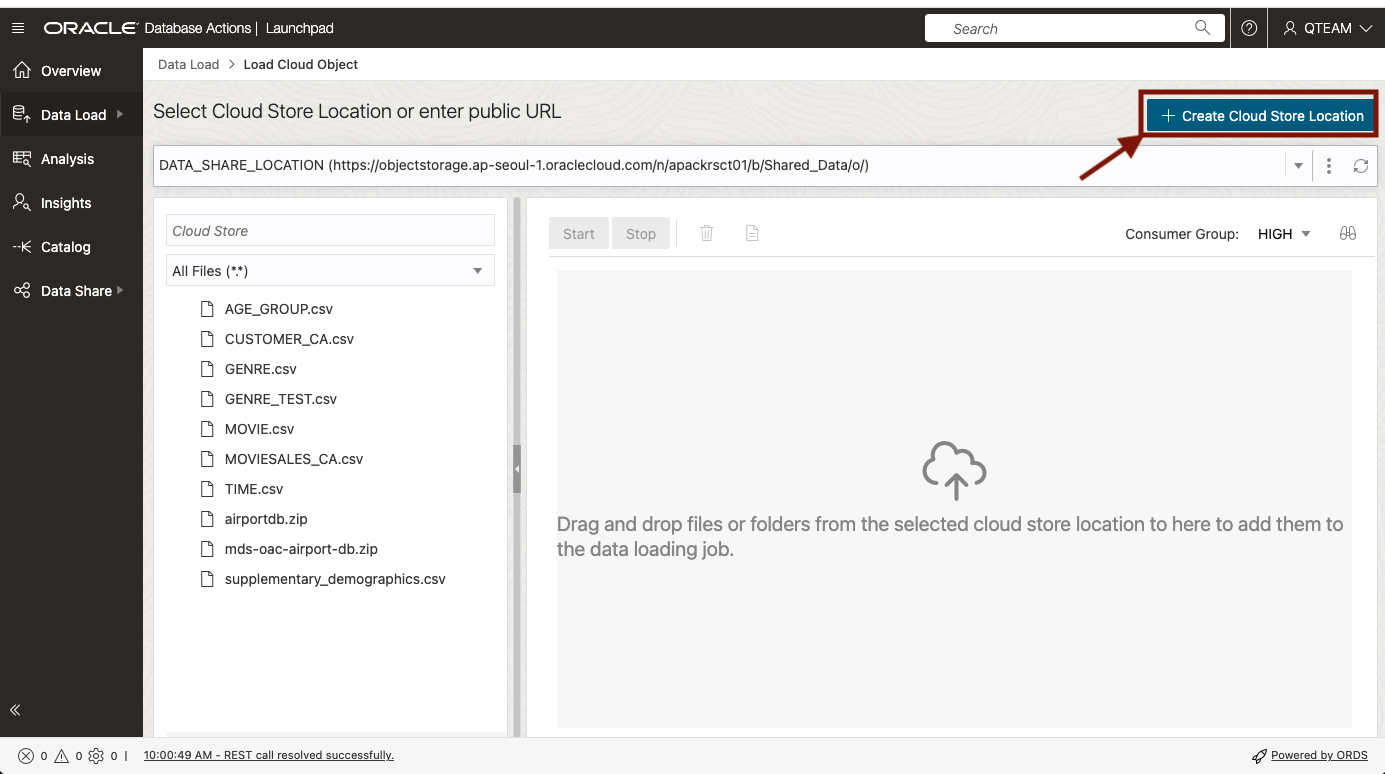 ORACLE Database Actions | Launchpad
Search
QTEAM
Overview
Data Load
Analysis
Insights
Catalog
Data Share
Data Load > Load Cloud Object
Select Cloud Store Location or enter public URL
+ Create Cloud Store Location
DATA_SHARE_LOCATION (https://objectstorage.ap-seoul-1.oraclecloud.com/n/apackrsct01/b/Shared_Data/o/)
Cloud Store
All Files (*.*)
AGE_GROUP.csv
CUSTOMER_CA.csv
GENRE.csv
GENRE_TEST.csv
MOVIE.csv
MOVIESALES_CA.csv
TIME.csv
airportdb.zip
mds-oac-airport-db.zip
supplementary_demographics.csv
Start Stop
Consumer Group: HIGH
Drag and drop files or folders from the selected cloud store location to here to add them to
the data loading job.
0 0 0 | 10:00:49 AM - REST call resolved successfully.
Powered by ORDS